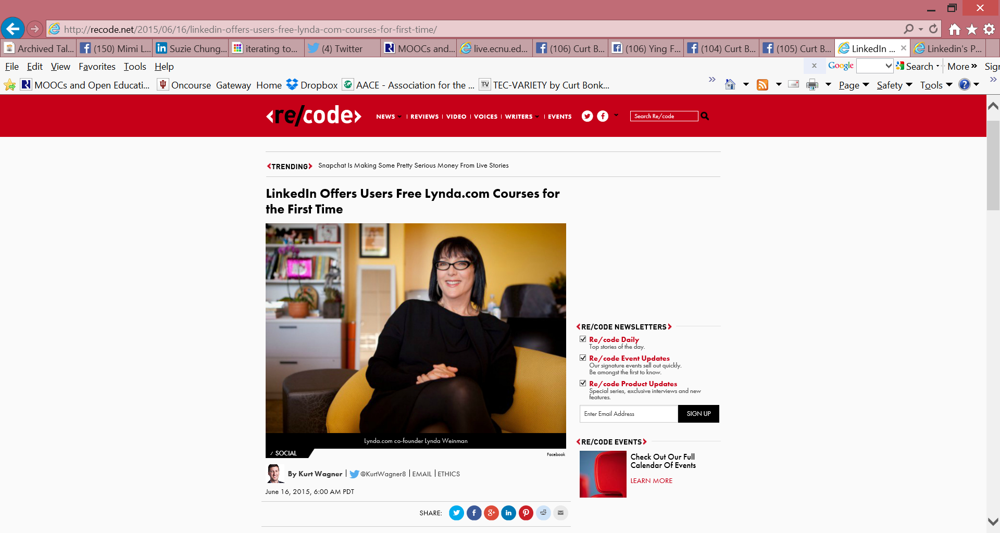 http://recode.net/2015/06/16/linkedin-offers-users-free-lynda-com-courses-for-first-time/
Archived Tal... (150) Mimi L... Suzie Chung,... iterating to... (4) Twitter MOOCs and... live.ecnu.ed... (106) Curt B... (106) Ying F... (104) Curt B... (105) Curt B... LinkedIn ... Linkedin's P...
File Edit View Favorites Tools Help x Google Search More » Sign
MOOCs and Open Educati... Oncourse Gateway Home Dropbox AACE - Association for the ... TV TEC-VARIETY by Curt Bonk... » Page Safety Tools »
<re/code> NEWS | REVIEWS | VIDEO | VOICES | WRITERS | EVENTS Search Re/code
<TRENDING> Snapchat Is Making Some Pretty Serious Money From Live Stories
LinkedIn Offers Users Free Lynda.com Courses for
the First Time
Lynda.com co-founder Lynda Weinman
/ SOCIAL
Facebook
By Kurt Wagner | @KurtWagner8 | EMAIL | ETHICS
June 16, 2015, 6:00 AM PDT
SHARE:
<RE/CODE NEWSLETTERS>
Re/code Daily
Top stories of the day.
Re/code Event Updates
Our signature events sell out quickly.
Be amongst the first to know.
Re/code Product Updates
Special series, exclusive interviews and new
features.
Enter Email Address SIGN UP
<RE/CODE EVENTS>
Check Out Our Full
Calendar Of Events
LEARN MORE